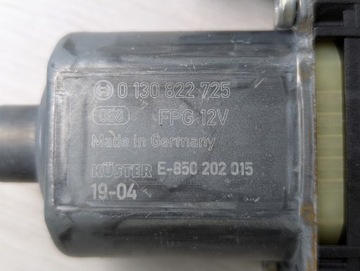 0 130 822 725
FPG 12V
Made in Germany
KÜSTER E-850 202 015
19-04